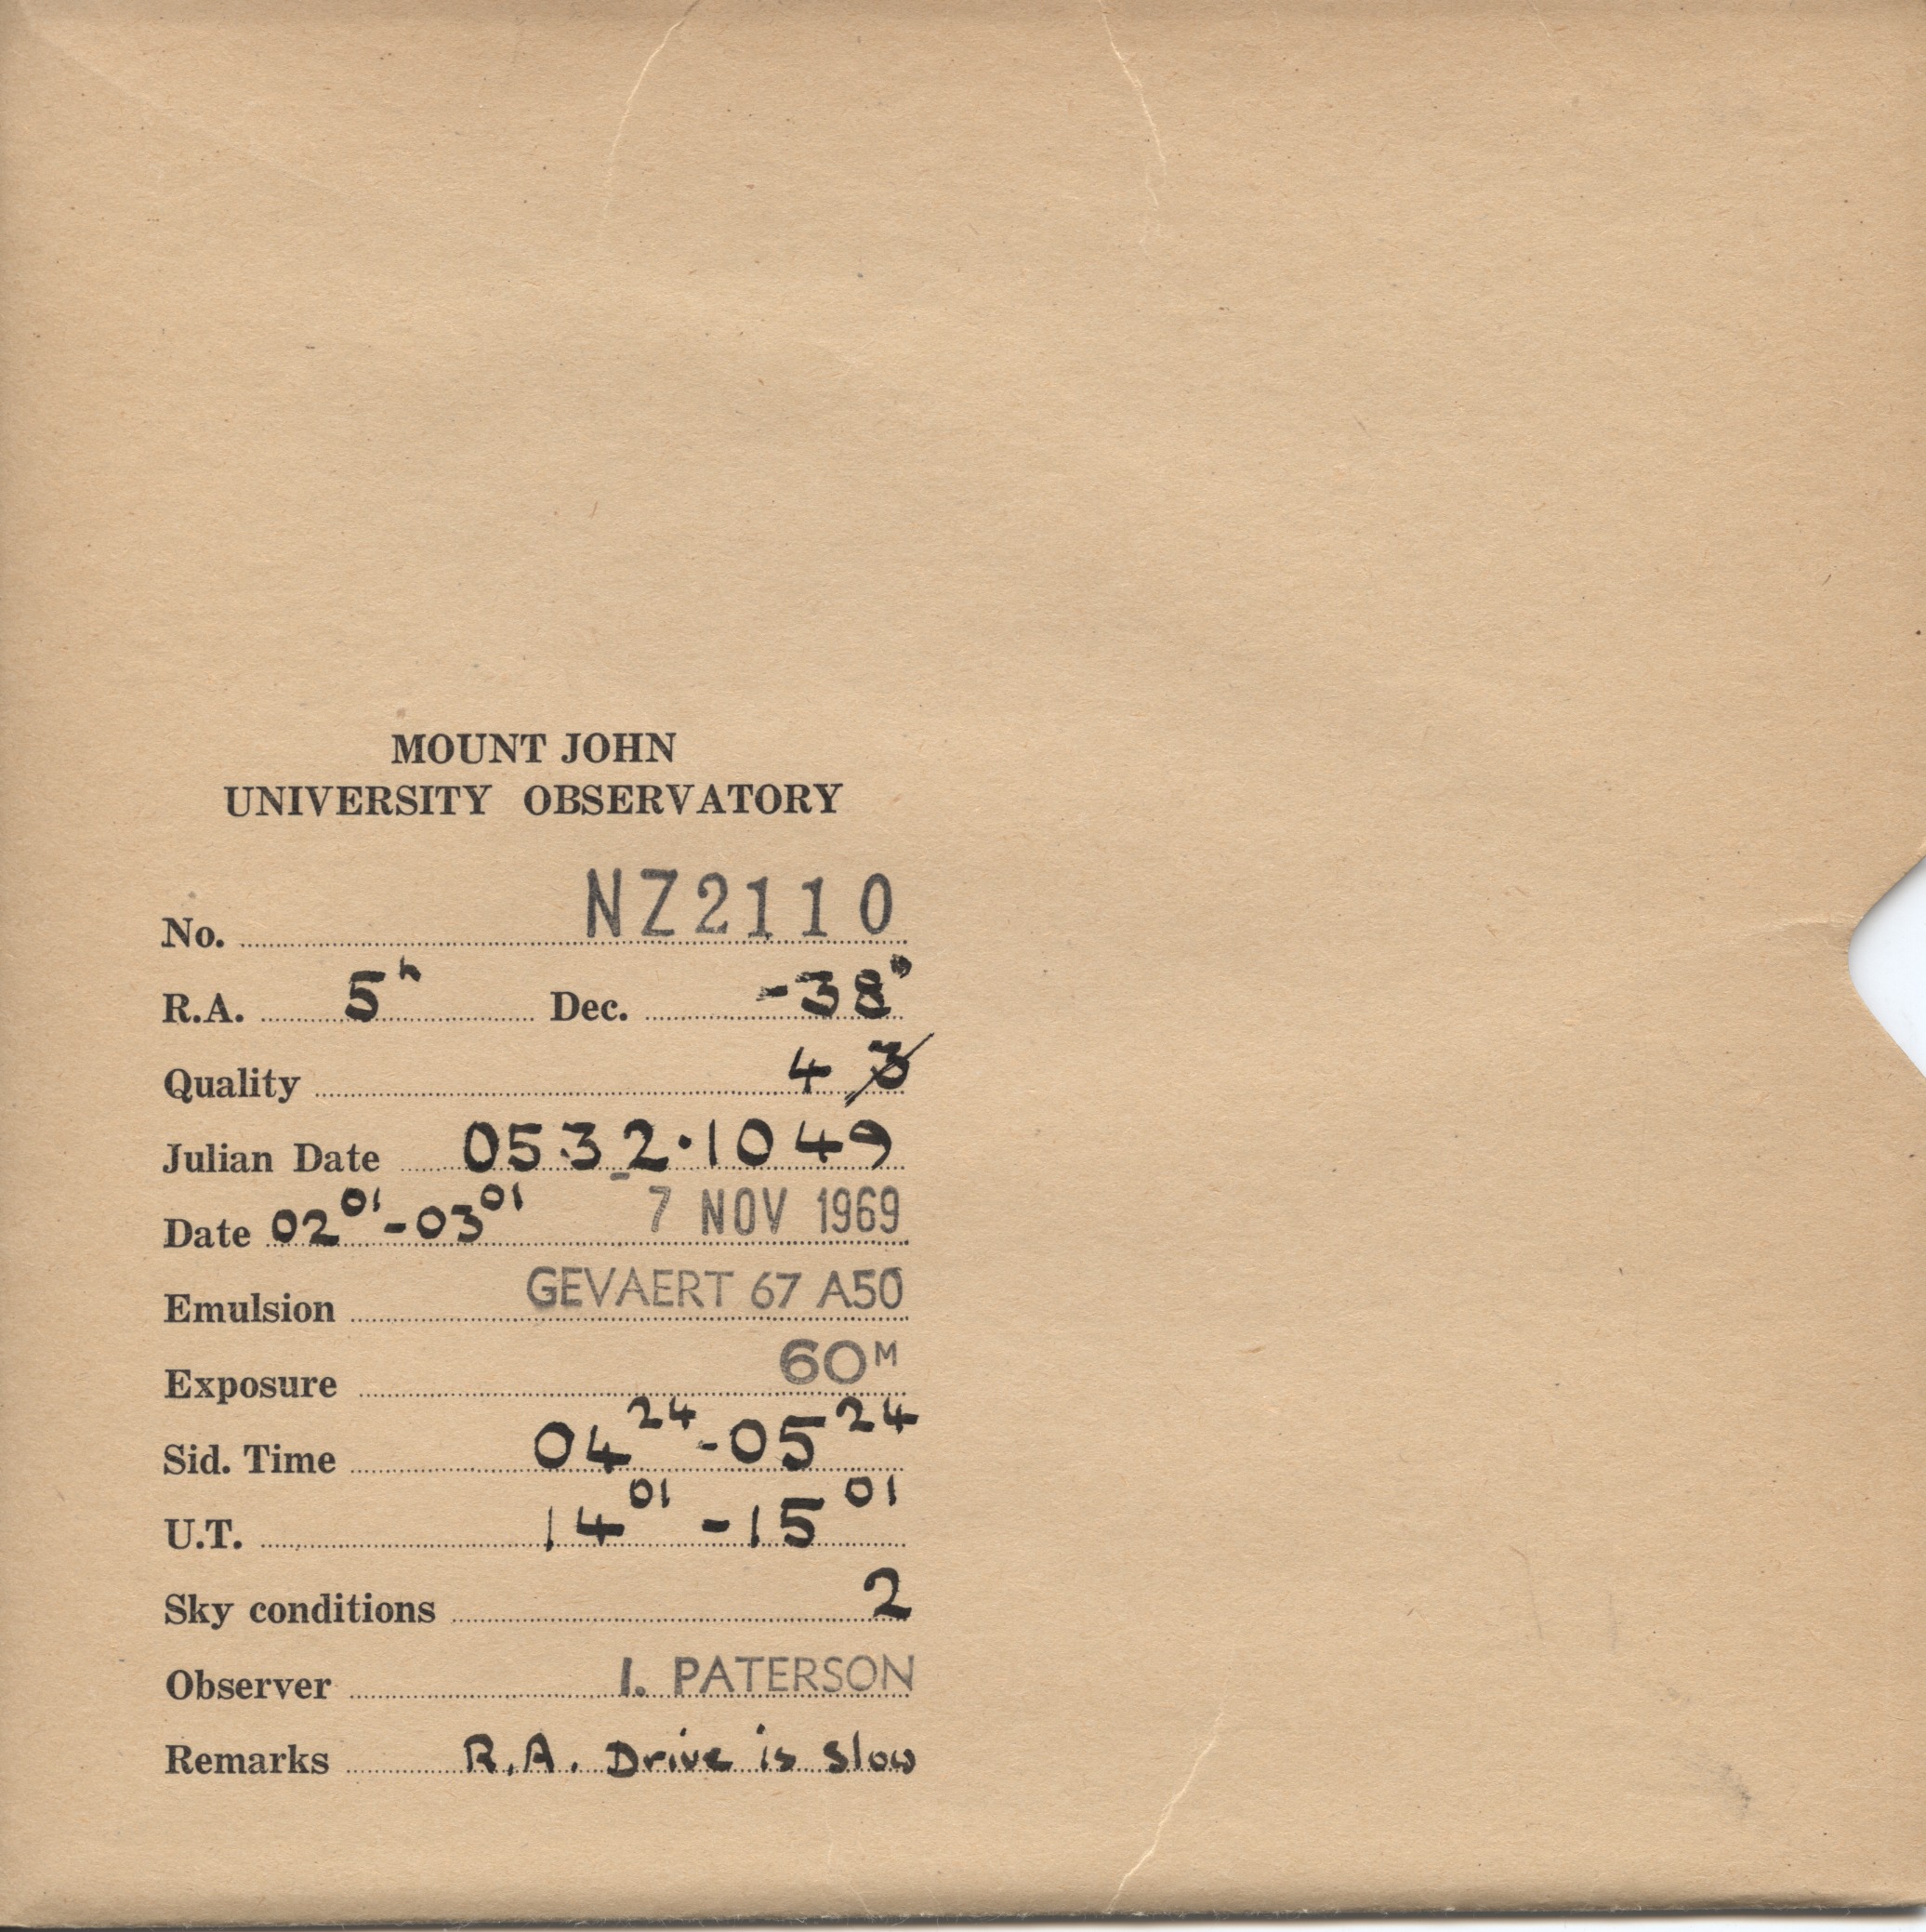 MOUNT JOHN
UNIVERSITY OBSERVATORY
No. NZ2110
R.A. 5ʰ Dec. -38°
Quality 4 3
Julian Date 0532.1049
Date 02⁰¹-03⁰¹ 7 NOV 1969
Emulsion GEVAERT 67 A50
Exposure 60ᴹ
Sid. Time 04²⁴-05²⁴
U.T. 14⁰¹-15⁰¹
Sky conditions 2
Observer I. PATERSON
Remarks R.A. Drive is slow